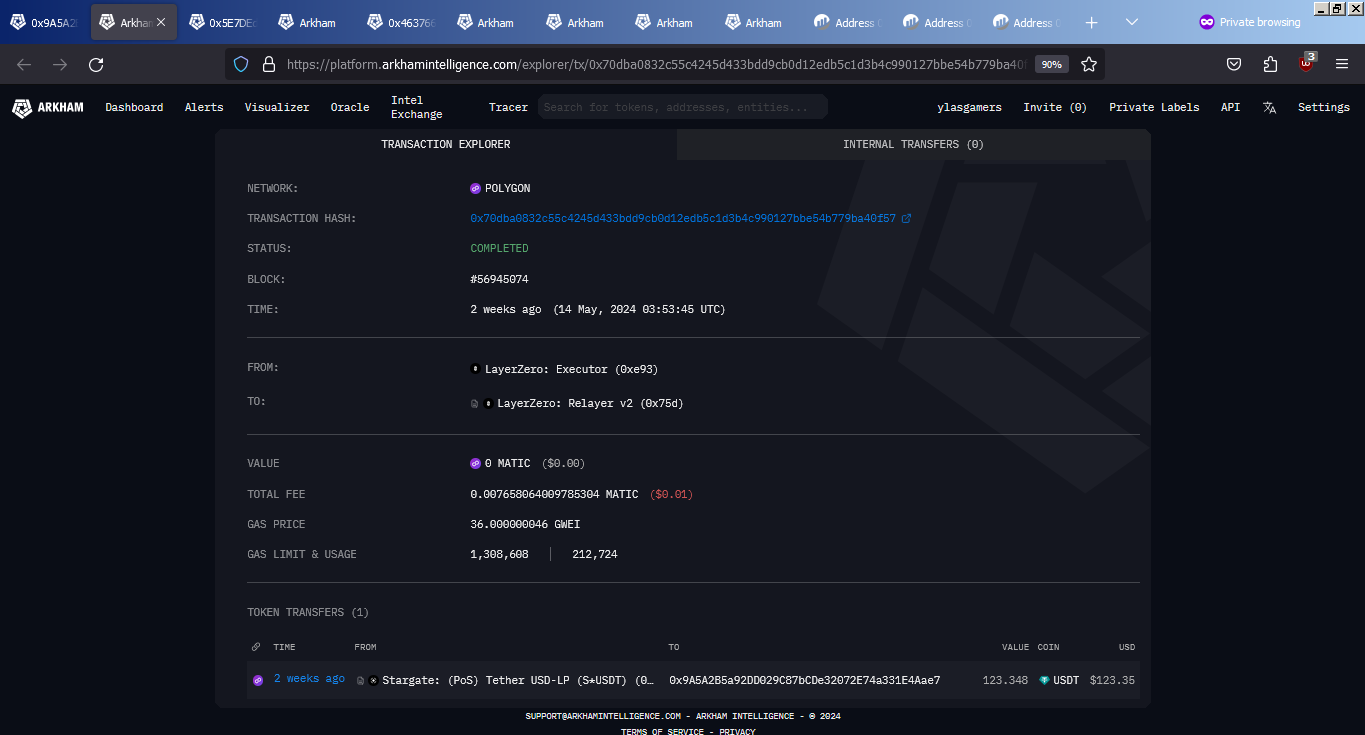 0x9A5A2 Arkham 0x5E7DE Arkham 0x46376 Arkham Arkham Arkham Arkham Address Address Address Private browsing
https://platform.arkhamintelligence.com/explorer/tx/0x70dba0832c55c4245d433bdd9cb0d12edb5c1d3b4c990127bbe54b779ba40f 90% 3
ARKHAM Dashboard Alerts Visualizer Oracle Intel Exchange Tracer Search for tokens, addresses, entities... ylasgamers Invite (0) Private Labels API Settings
TRANSACTION EXPLORER INTERNAL TRANSFERS (0)
NETWORK: POLYGON
TRANSACTION HASH: 0x70dba0832c55c4245d433bdd9cb0d12edb5c1d3b4c990127bbe54b779ba40f57
STATUS: COMPLETED
BLOCK: #56945074
TIME: 2 weeks ago (14 May, 2024 03:53:45 UTC)
FROM: LayerZero: Executor (0xe93)
TO: LayerZero: Relayer v2 (0x75d)
VALUE 0 MATIC ($0.00)
TOTAL FEE 0.007658064009785304 MATIC ($0.01)
GAS PRICE 36.000000046 GWEI
GAS LIMIT & USAGE 1,308,608 212,724
TOKEN TRANSFERS (1)
TIME FROM TO VALUE COIN USD
2 weeks ago Stargate: (PoS) Tether USD-LP (S*USDT) (0… 0x9A5A2B5a92DD029C87bCDe32072E74a331E4Aae7 123.348 USDT $123.35
SUPPORT@ARKHAMINTELLIGENCE.COM - ARKHAM INTELLIGENCE - © 2024
TERMS OF SERVICE - PRIVACY